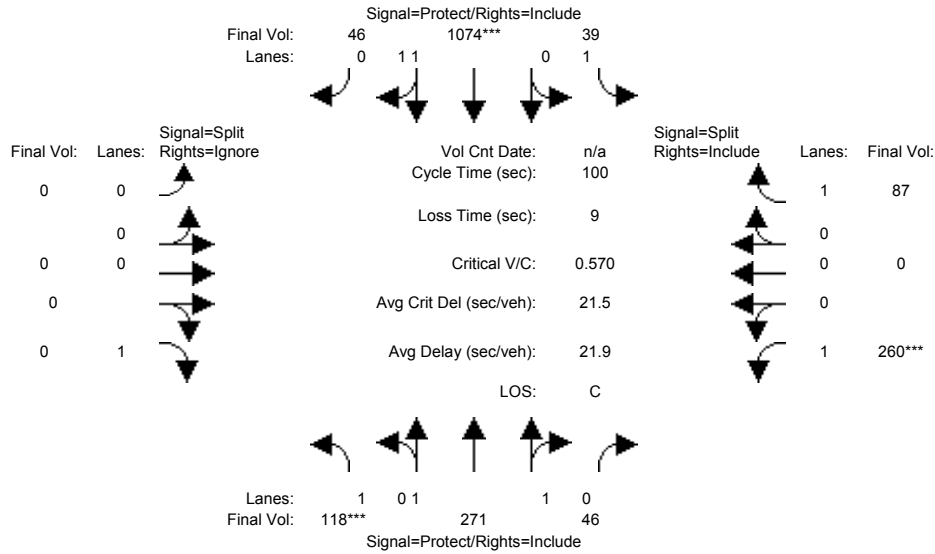 Signal=Protect/Rights=Include
Final Vol: 46 1074*** 39
Lanes: 0 1 1 0 1
Signal=Split
Final Vol: Lanes: Rights=Ignore
Vol Cnt Date: n/a
Signal=Split
Rights=Include Lanes: Final Vol:
Cycle Time (sec): 100
0 0 1 87
Loss Time (sec): 9
0 0
0 0 Critical V/C: 0.570 0 0
0 Avg Crit Del (sec/veh): 21.5 0
0 1 Avg Delay (sec/veh): 21.9 1 260***
LOS: C
Lanes: 1 0 1 1 0
Final Vol: 118*** 271 46
Signal=Protect/Rights=Include